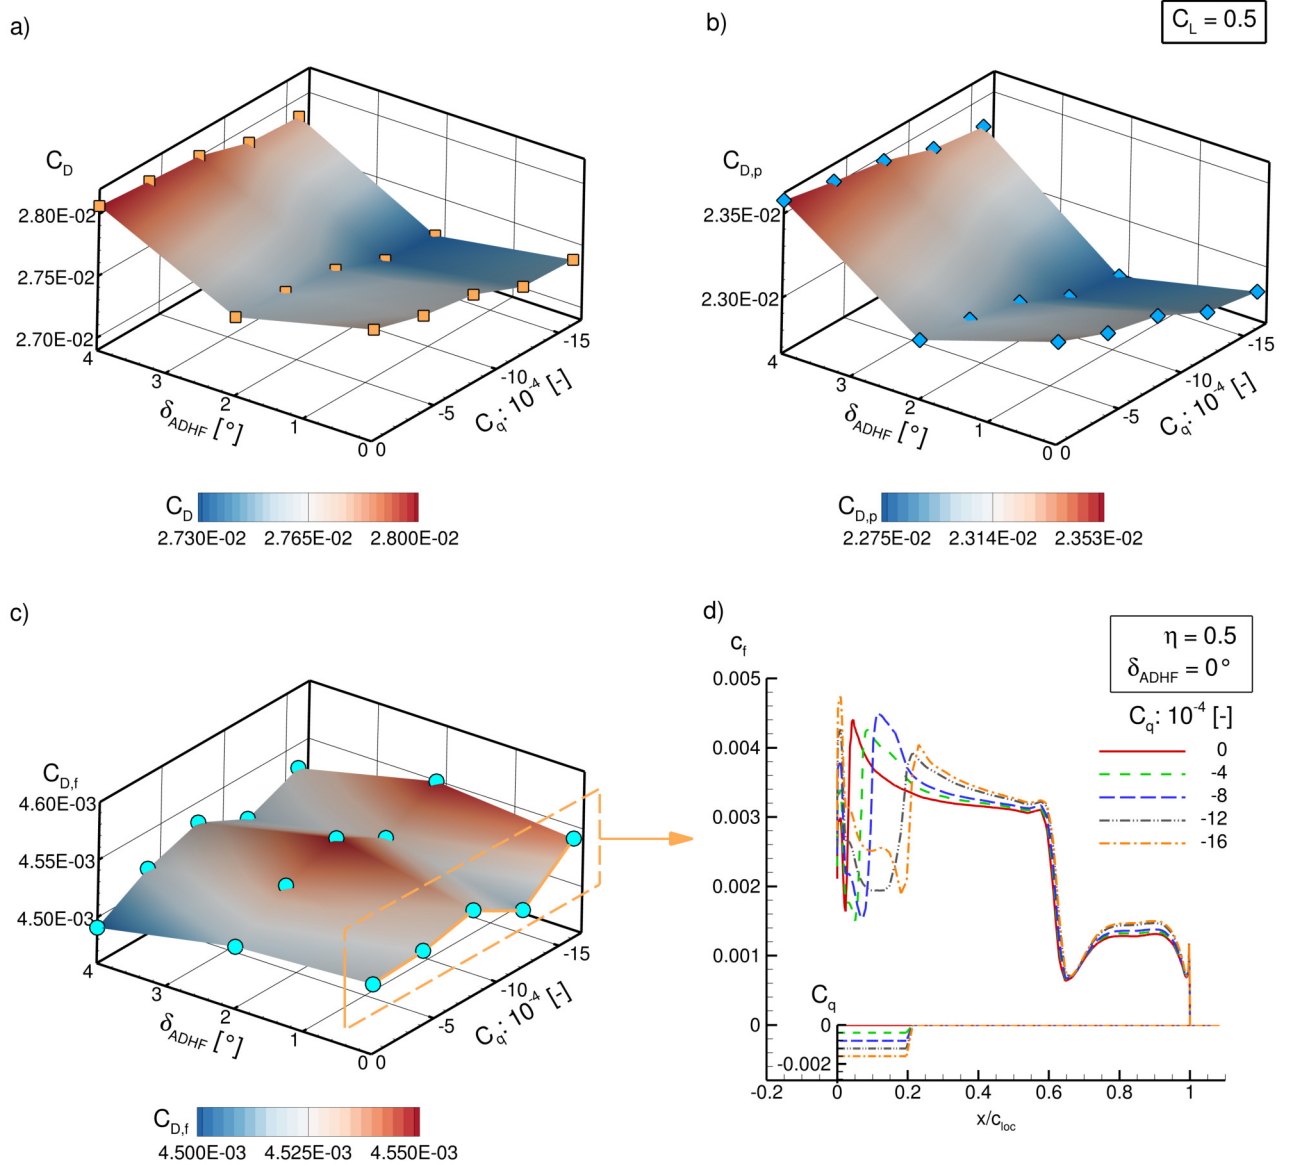 a)
C_D
2.80E-02
2.75E-02
2.70E-02
4
3
2
1
0 0
-5
-10
-15
δ_ADHF [°]
C_q: 10^-4 [-]
C_D
2.730E-02 2.765E-02 2.800E-02
b)
C_L = 0.5
C_D,p
2.35E-02
2.30E-02
4
3
2
1
0 0
-5
-10
-15
δ_ADHF [°]
C_q: 10^-4 [-]
C_D,p
2.275E-02 2.314E-02 2.353E-02
c)
C_D,f
4.60E-03
4.55E-03
4.50E-03
4
3
2
1
0 0
-5
-10
-15
δ_ADHF [°]
C_q: 10^-4 [-]
C_D,f
4.500E-03 4.525E-03 4.550E-03
d)
c_f
η = 0.5
δ_ADHF = 0°
C_q: 10^-4 [-]
0
-4
-8
-12
-16
0.005
0.004
0.003
0.002
0.001
0
C_q
0
-0.002
-0.2 0 0.2 0.4 0.6 0.8 1
x/c_loc